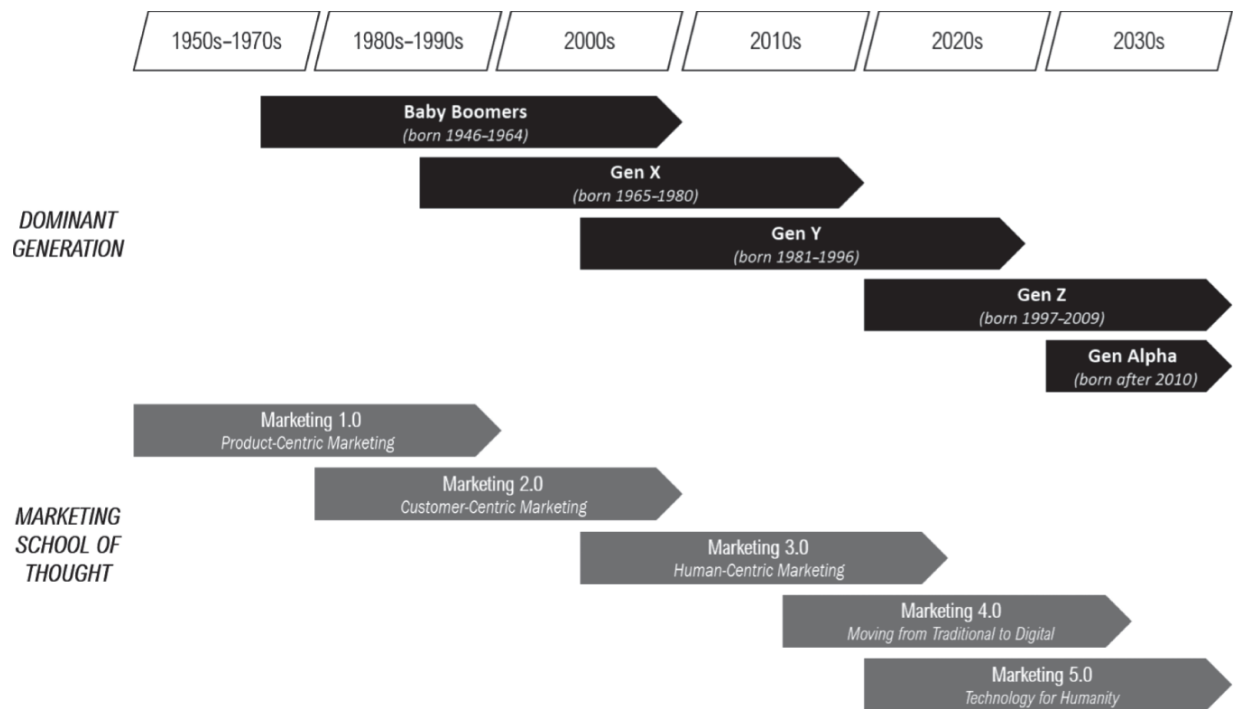 1950s–1970s
1980s–1990s
2000s
2010s
2020s
2030s
DOMINANT
GENERATION
Baby Boomers
(born 1946–1964)
Gen X
(born 1965–1980)
Gen Y
(born 1981–1996)
Gen Z
(born 1997–2009)
Gen Alpha
(born after 2010)
MARKETING
SCHOOL OF
THOUGHT
Marketing 1.0
Product-Centric Marketing
Marketing 2.0
Customer-Centric Marketing
Marketing 3.0
Human-Centric Marketing
Marketing 4.0
Moving from Traditional to Digital
Marketing 5.0
Technology for Humanity